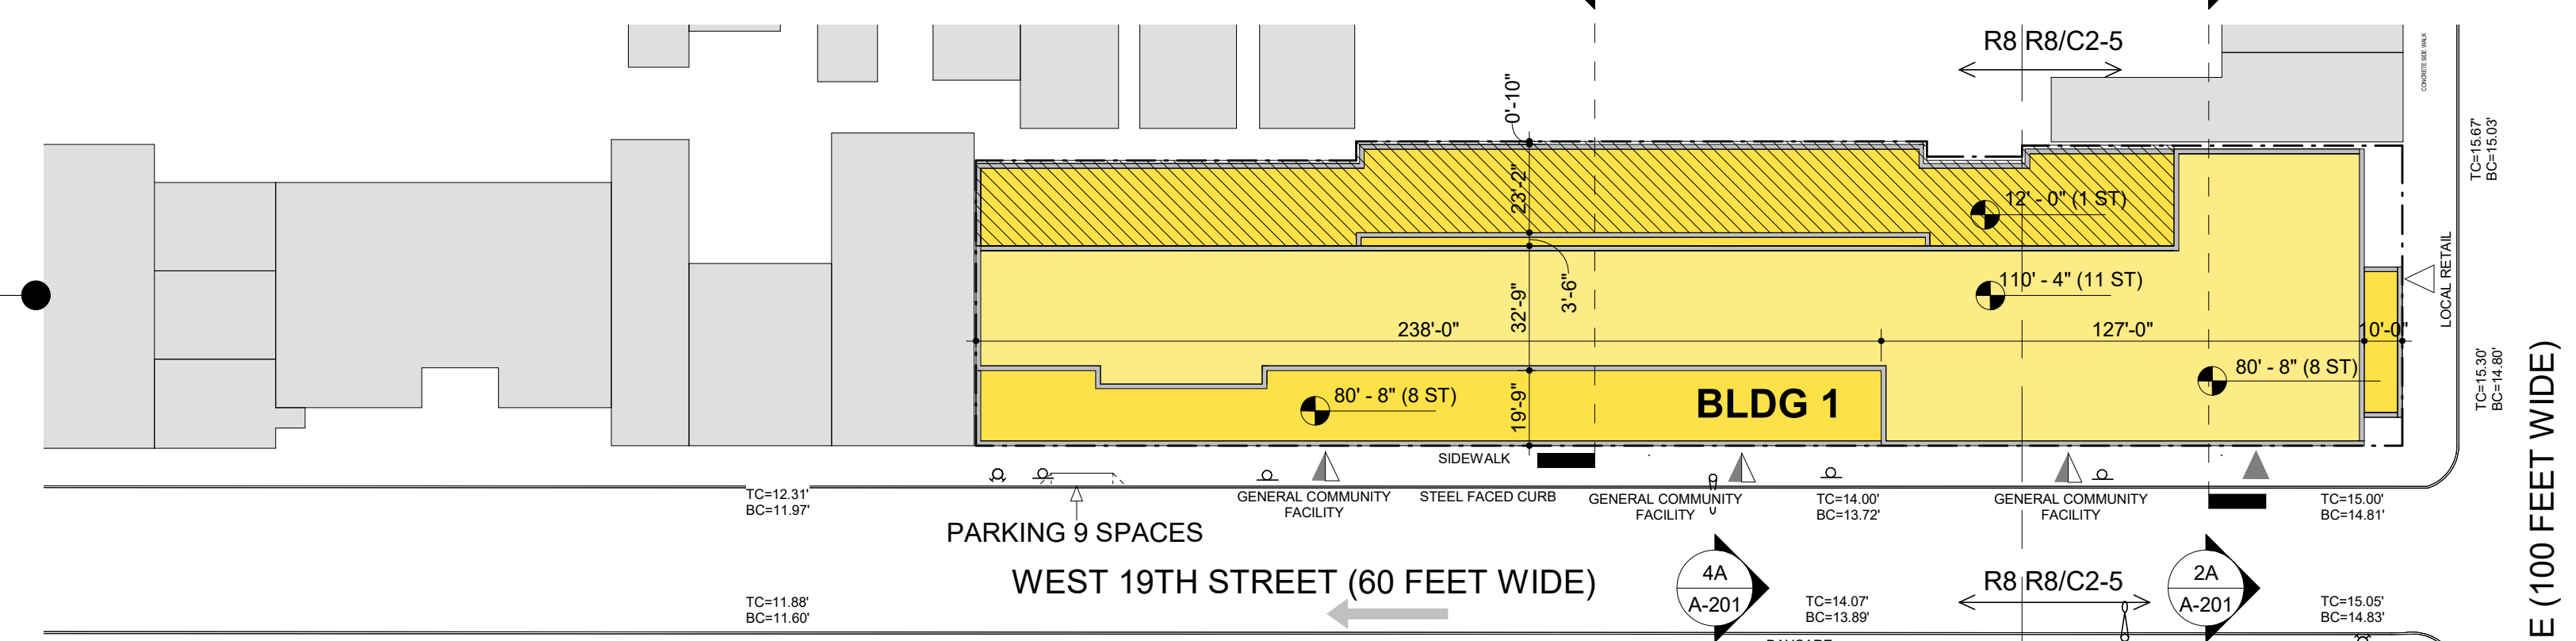 R8 R8/C2-5
CONCRETE SIDE WALK
0'-10"
TC=15.67'
BC=15.03'
23'-2"
12' - 0" (1 ST)
LOCAL RETAIL
3'-6"
110' - 4" (11 ST)
32'-9"
238'-0"
127'-0"
10'-0"
80' - 8" (8 ST)
TC=15.30'
BC=14.80'
80' - 8" (8 ST)
19'-9"
BLDG 1
SIDEWALK
TC=12.31'
BC=11.97'
GENERAL COMMUNITY
FACILITY
STEEL FACED CURB
GENERAL COMMUNITY
FACILITY
TC=14.00'
BC=13.72'
GENERAL COMMUNITY
FACILITY
TC=15.00'
BC=14.81'
PARKING 9 SPACES
WEST 19TH STREET (60 FEET WIDE)
4A
A-201
R8 R8/C2-5
2A
A-201
TC=11.88'
BC=11.60'
TC=14.07'
BC=13.89'
TC=15.05'
BC=14.83'
E (100 FEET WIDE)